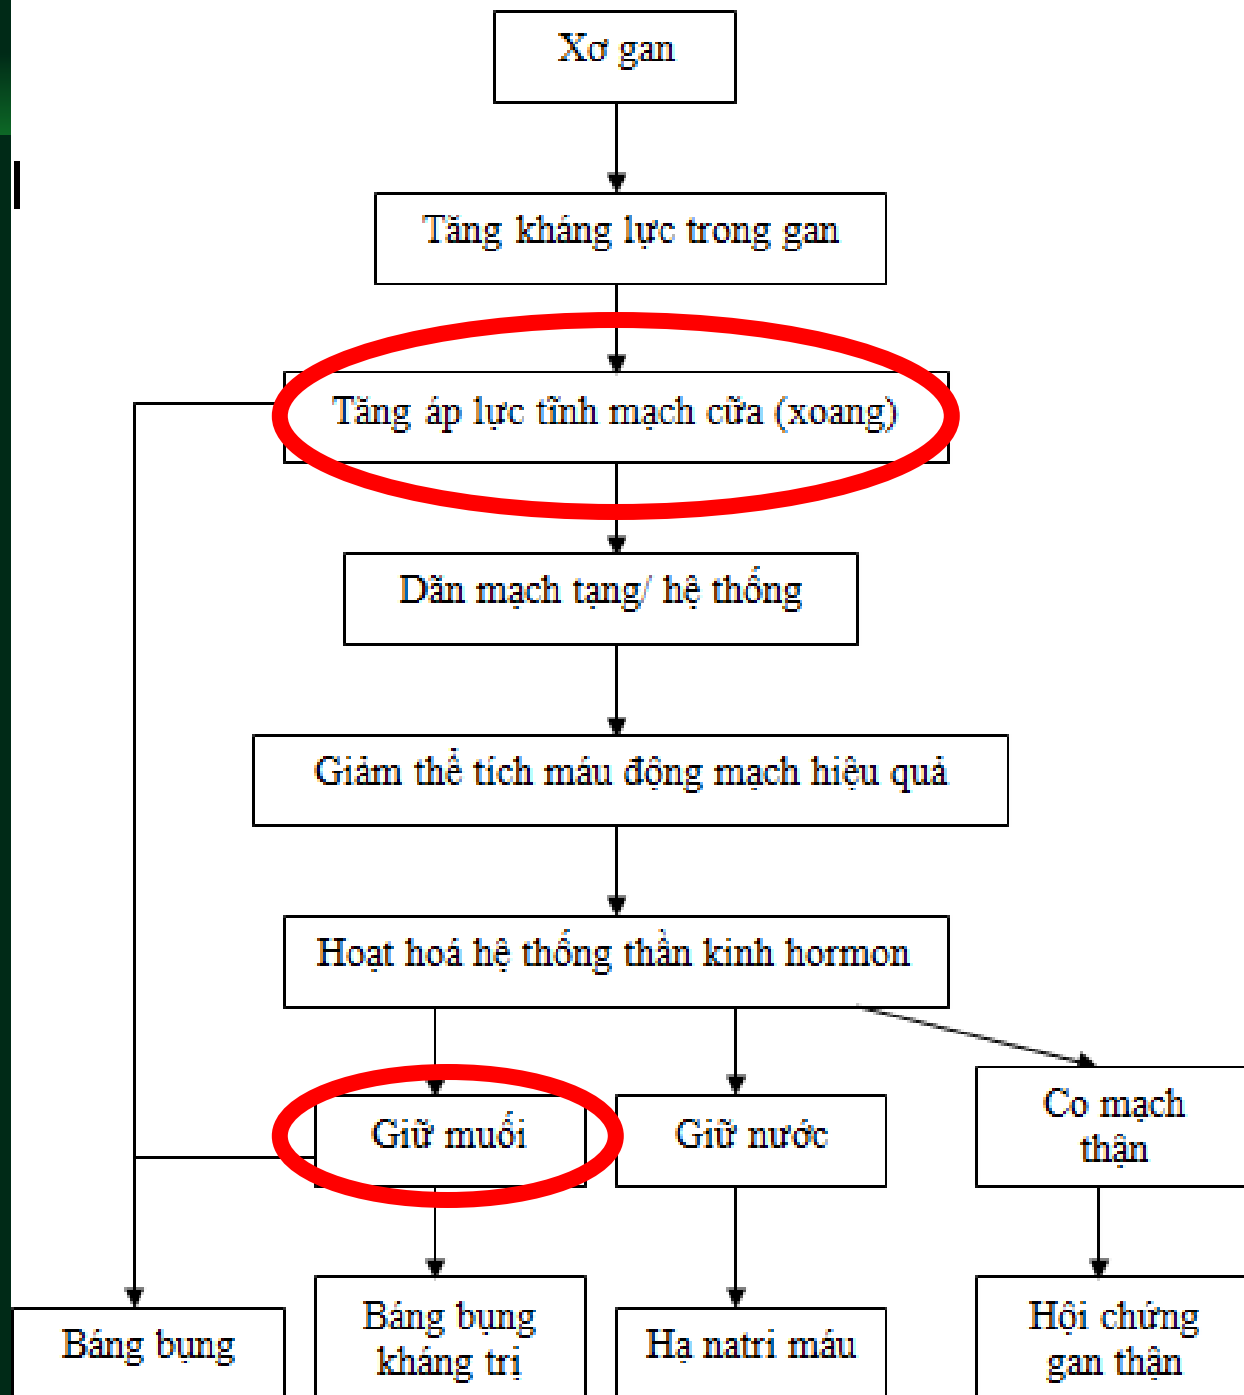 Xơ gan
Tăng kháng lực trong gan
Tăng áp lực tĩnh mạch cữa (xoang)
Dãn mạch tạng/ hệ thống
Giảm thể tích máu động mạch hiệu quả
Hoạt hoá hệ thống thần kinh hormon
Giữ muối
Giữ nước
Co mạch
thận
Báng bụng
Báng bụng
kháng trị
Hạ natri máu
Hội chứng
gan thận